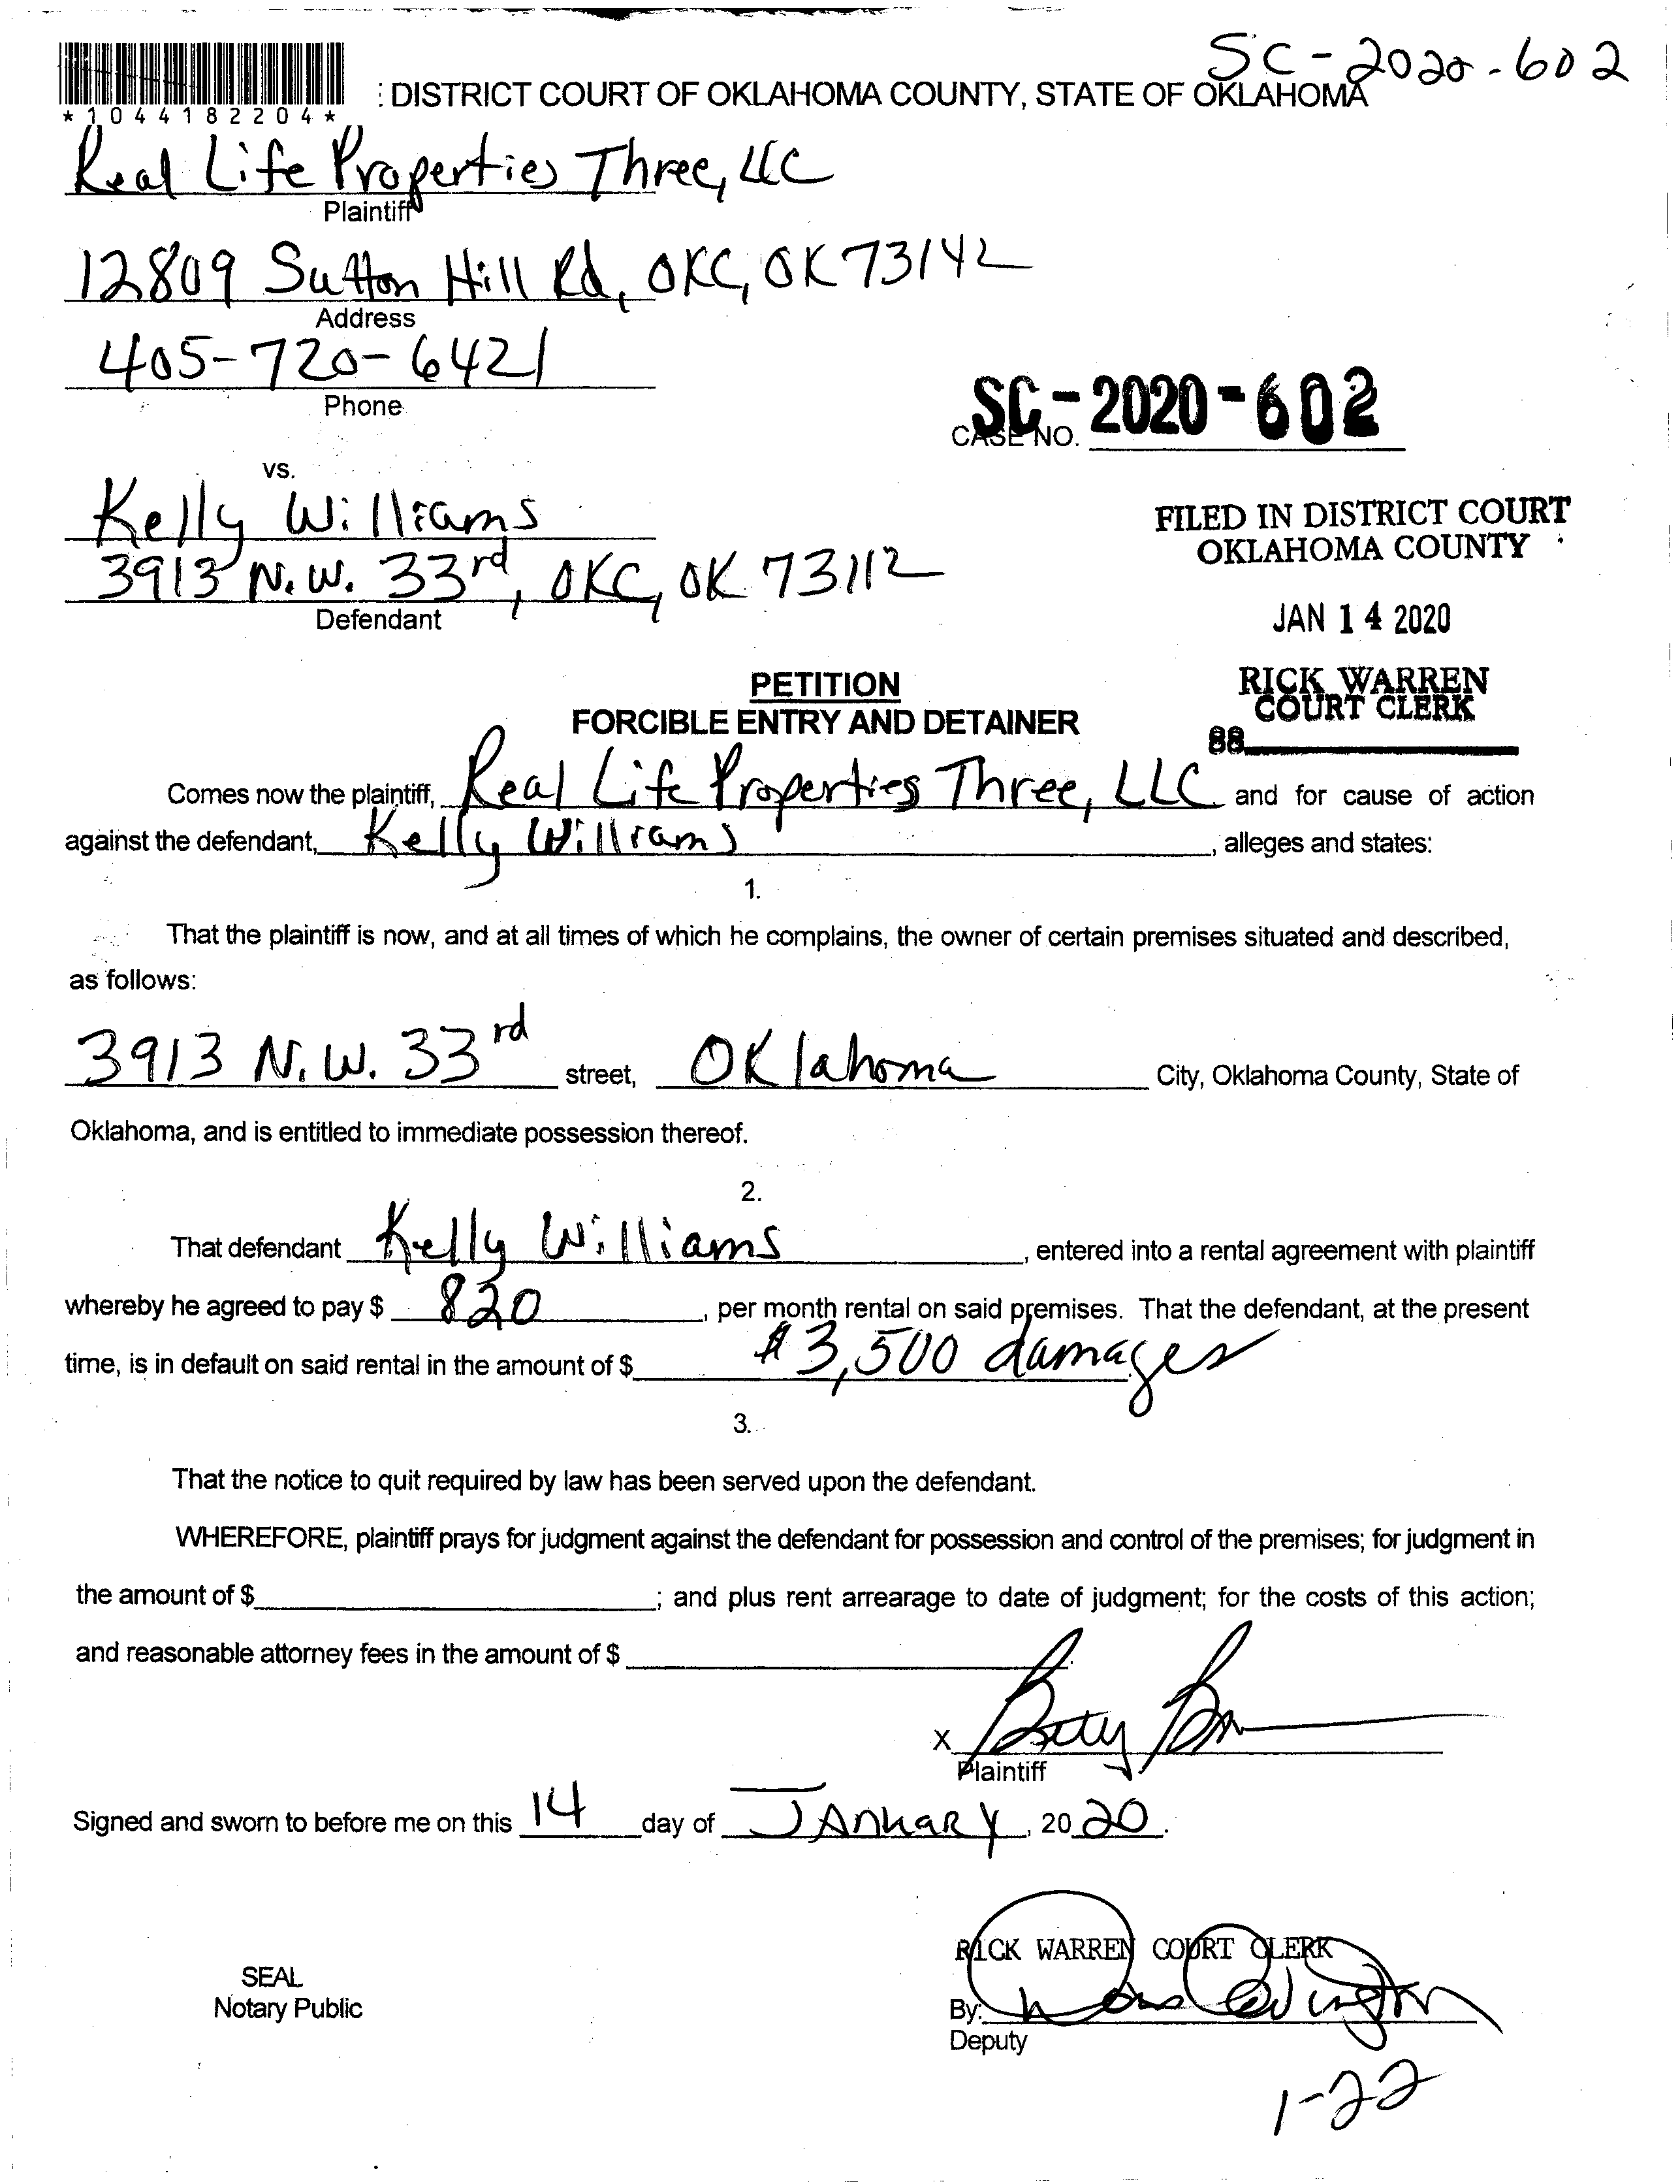 SC-2020-602
: DISTRICT COURT OF OKLAHOMA COUNTY, STATE OF OKLAHOMA
*1044182204*
Real Life Properties Three, LLC
Plaintiff
12809 Sutton Hill Rd, OKC, OK 73142
Address
405-720-6421
Phone
SC-2020-602
CASE NO.
vs.
Kelly Williams
3913 N.W. 33rd, OKC, OK 73112
Defendant
FILED IN DISTRICT COURT
OKLAHOMA COUNTY
JAN 14 2020
RICK WARREN
COURT CLERK
88
PETITION
FORCIBLE ENTRY AND DETAINER
Comes now the plaintiff, Real Life Properties Three, LLC and for cause of action
against the defendant, Kelly Williams, alleges and states:
1.
That the plaintiff is now, and at all times of which he complains, the owner of certain premises situated and described,
as follows:
3913 N.W. 33rd street, Oklahoma City, Oklahoma County, State of
Oklahoma, and is entitled to immediate possession thereof.
2.
That defendant Kelly Williams, entered into a rental agreement with plaintiff
whereby he agreed to pay $ 820, per month rental on said premises. That the defendant, at the present
time, is in default on said rental in the amount of $ $3,500 damages
3.
That the notice to quit required by law has been served upon the defendant.
WHEREFORE, plaintiff prays for judgment against the defendant for possession and control of the premises; for judgment in
the amount of $ ; and plus rent arrearage to date of judgment; for the costs of this action;
and reasonable attorney fees in the amount of $ .
X Betty
Plaintiff
Signed and sworn to before me on this 14 day of JANUARY, 20 20.
RICK WARREN COURT CLERK
SEAL
Notary Public
By:
Deputy
1-22